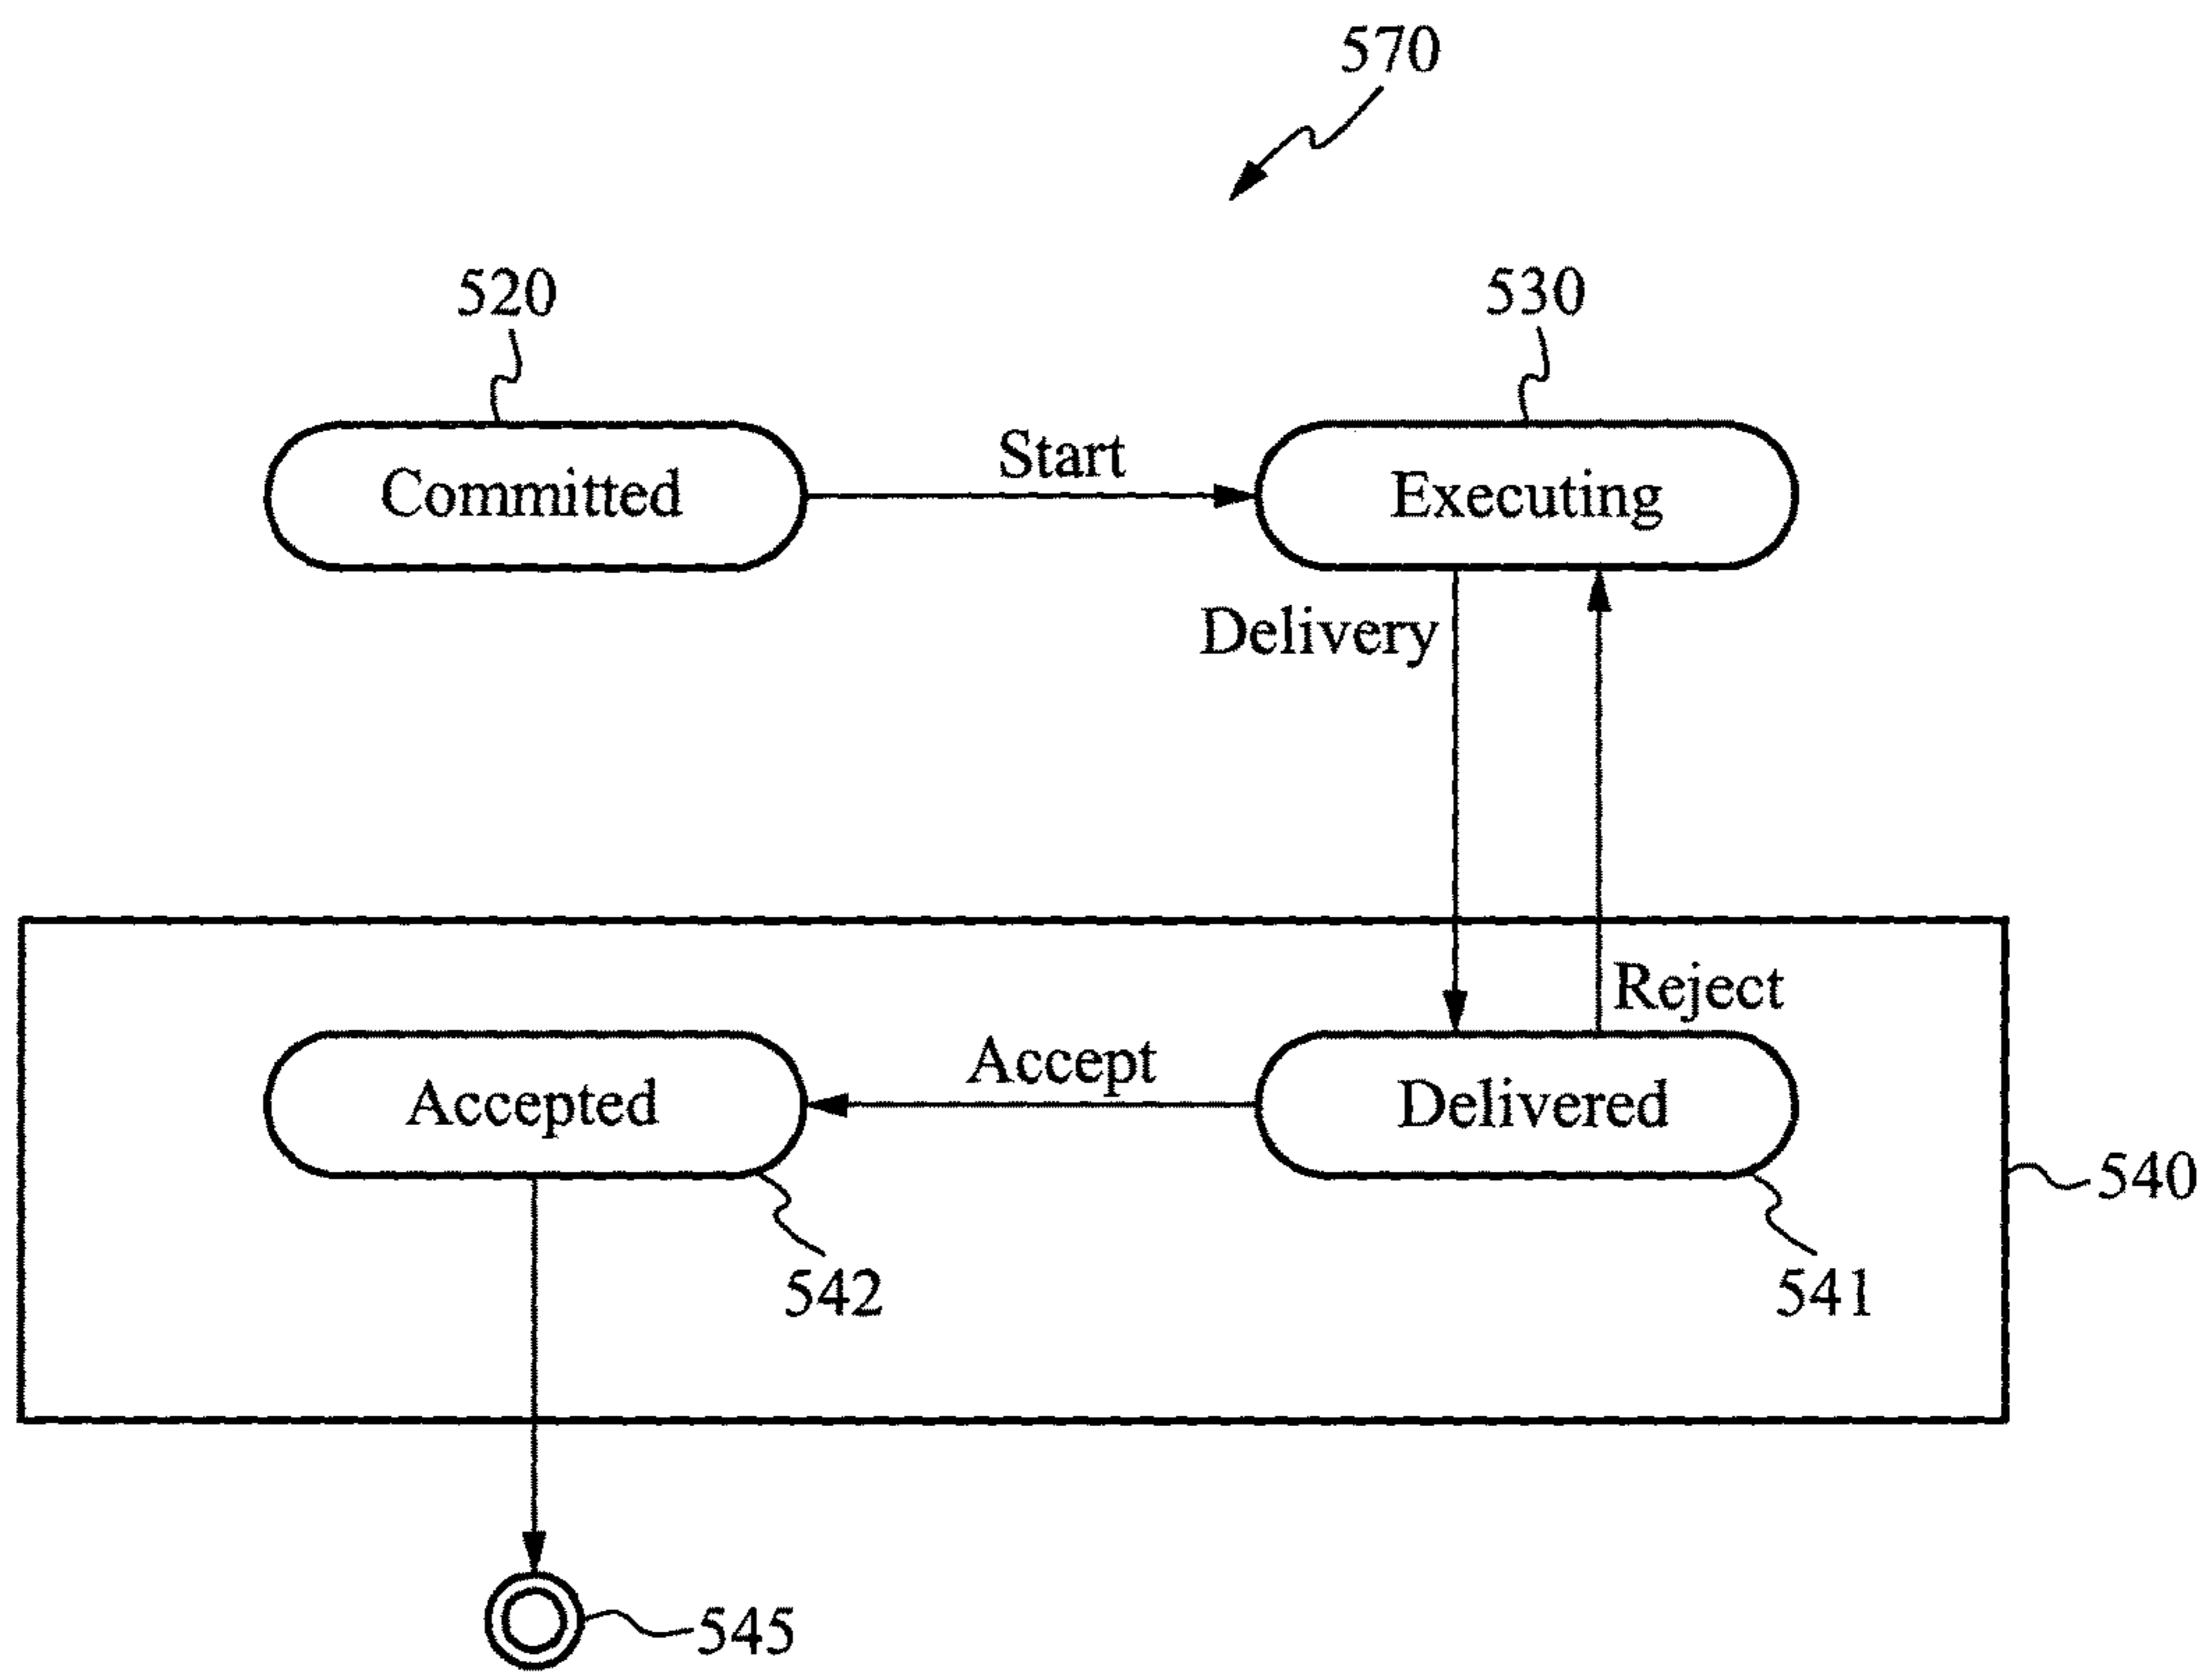 570
520
530
Committed
Start
Executing
Delivery
Reject
Accepted
Accept
Delivered
540
542
541
545